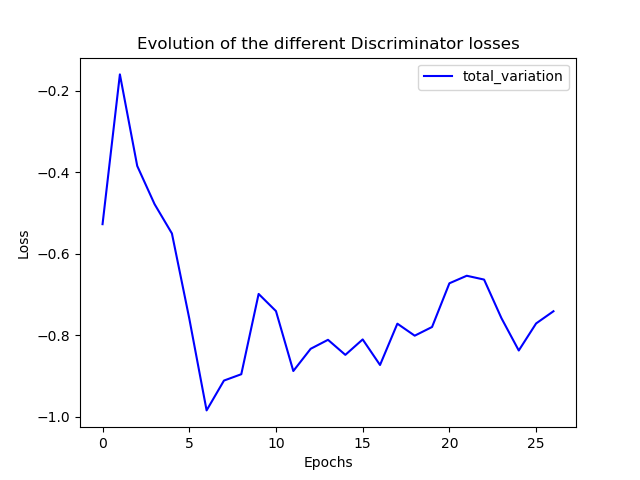 Evolution of the different Discriminator losses
total_variation
−0.2
−0.4
−0.6
−0.8
−1.0
Loss
0 5 10 15 20 25
Epochs